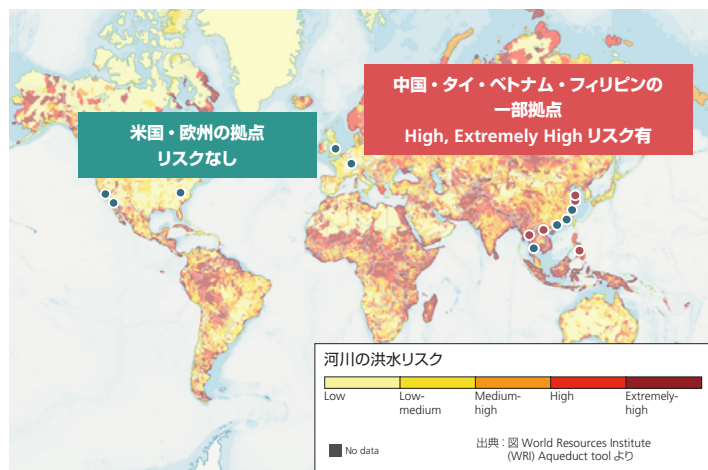 中国・タイ・ベトナム・フィリピンの
一部拠点
High, Extremely High リスク有
米国・欧州の拠点
リスクなし
河川の洪水リスク
Low
Low-
medium
Medium-
high
High
Extremely-
high
No data
出典：図 World Resources Institute
(WRI) Aqueduct tool より